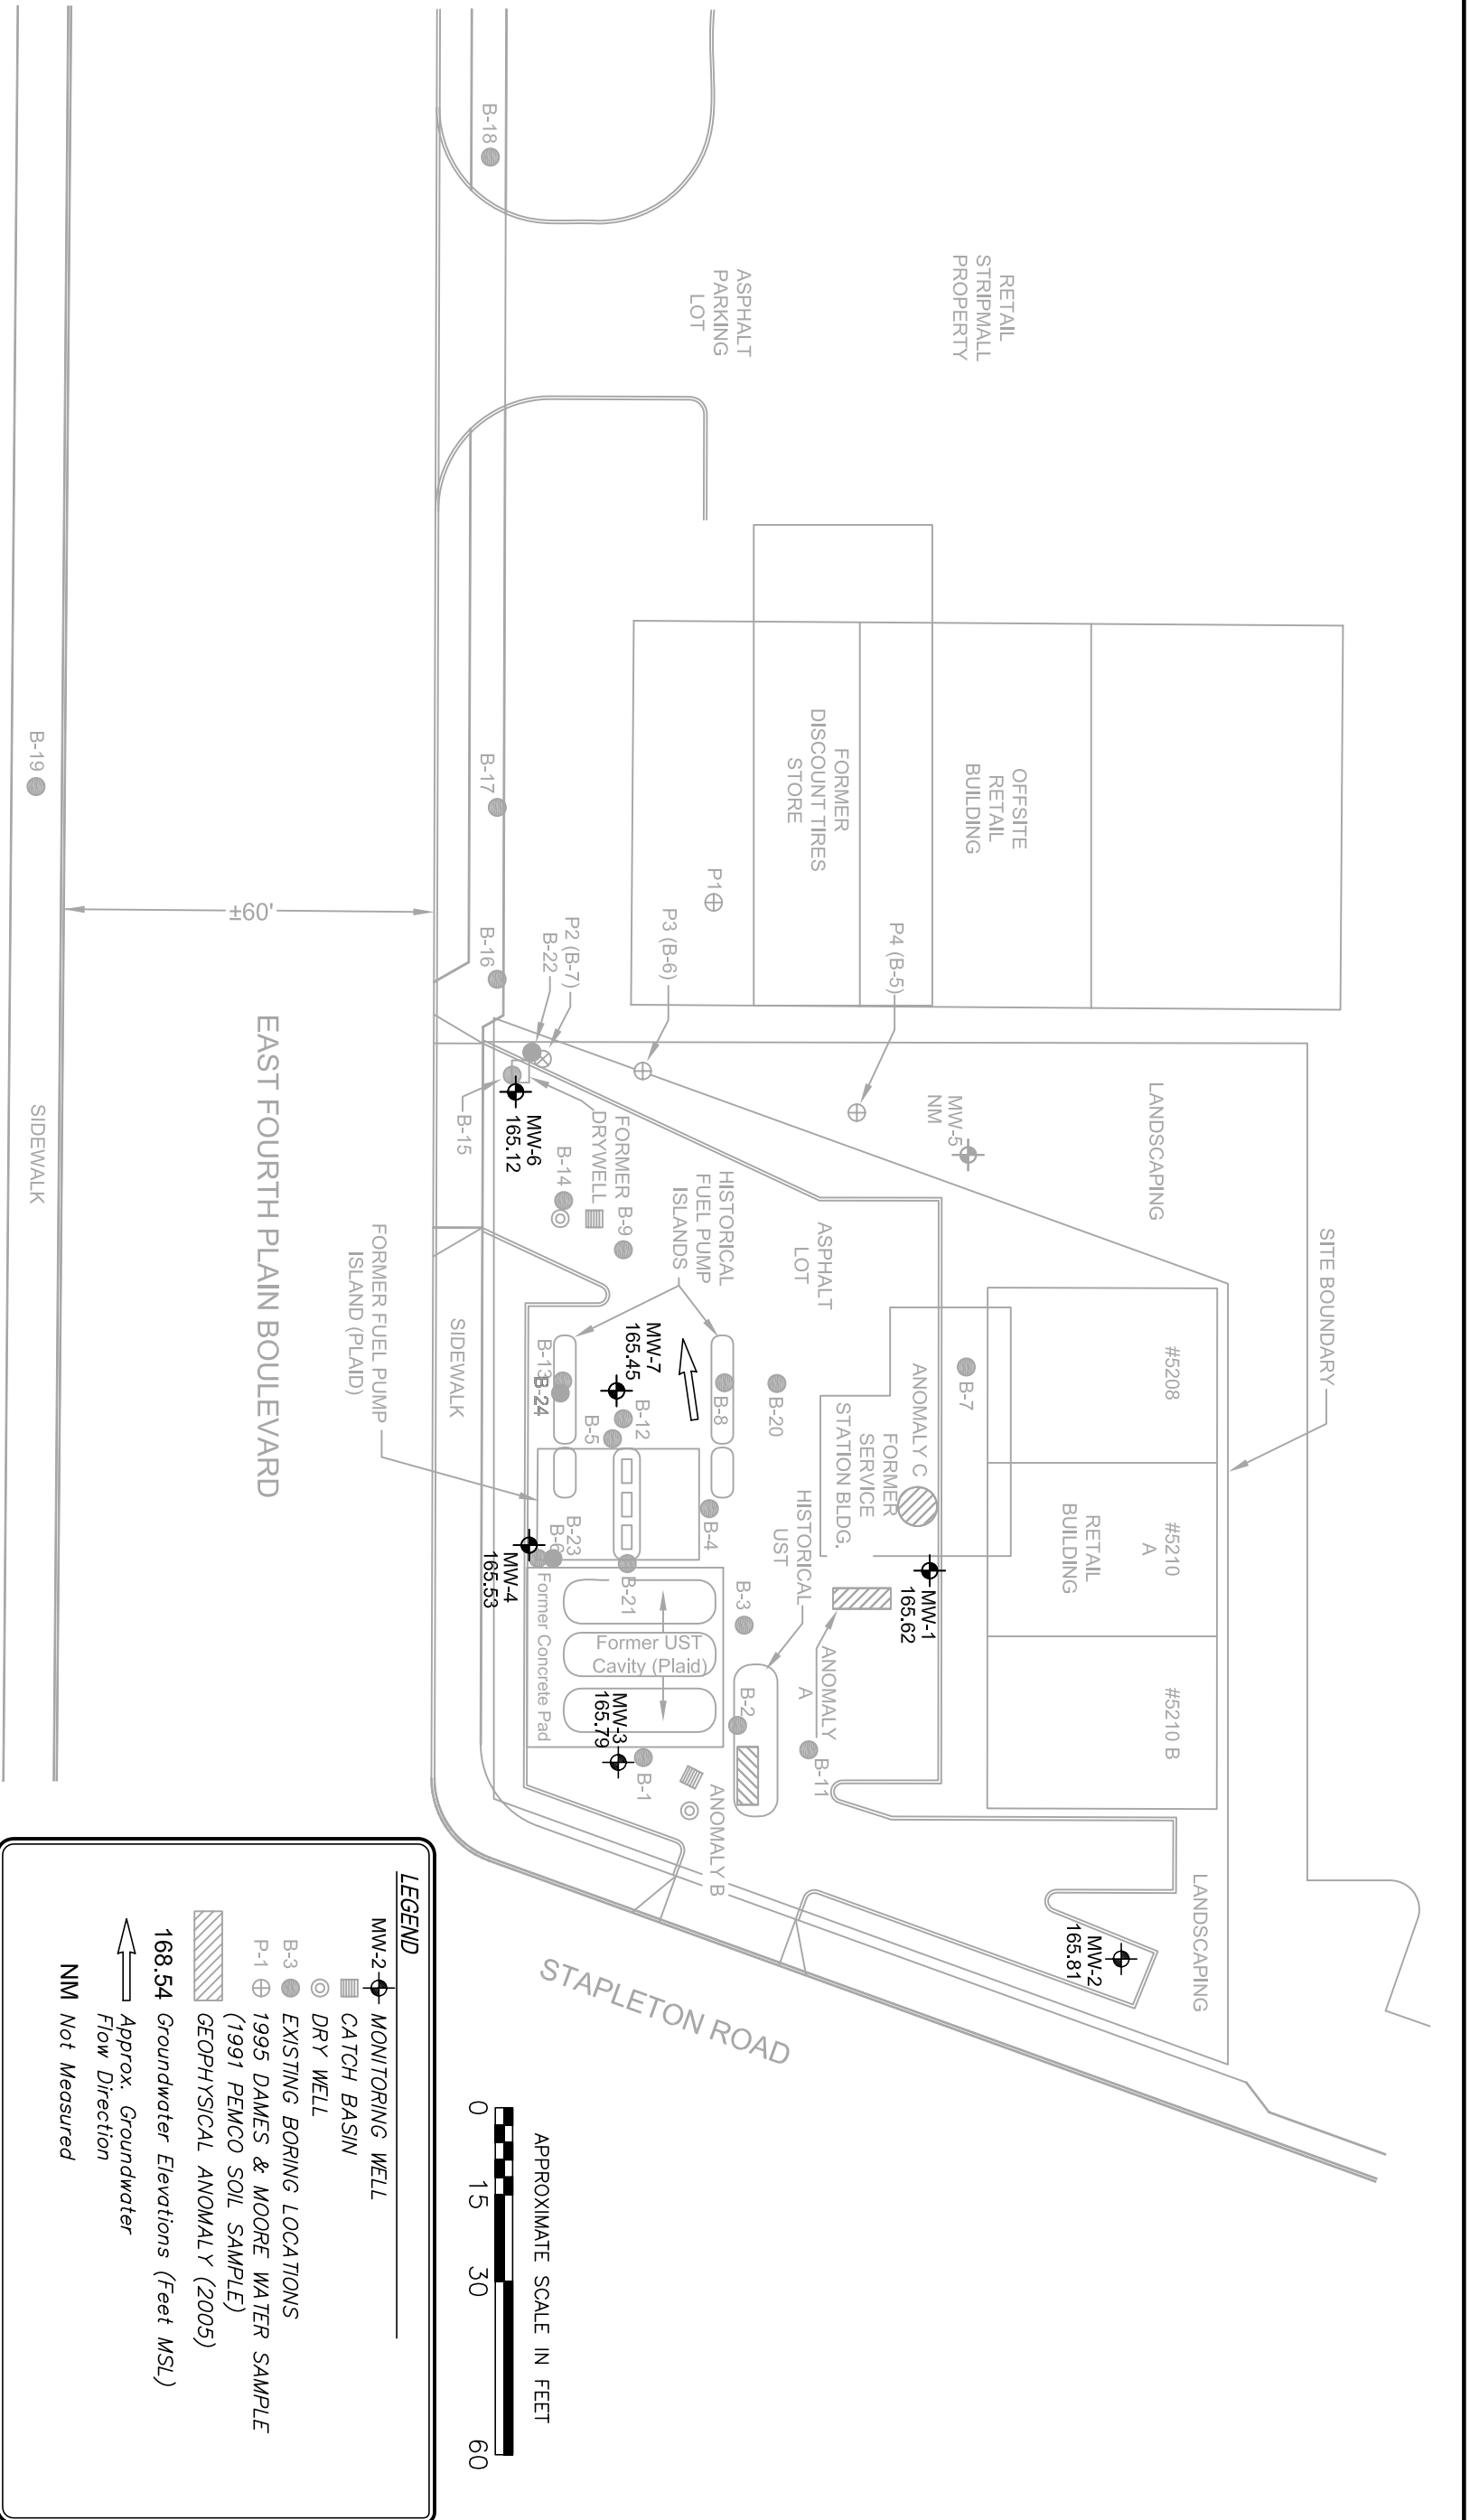 RETAIL
STRIPMALL
PROPERTY
ASPHALT
PARKING
LOT
B-18
B-19
B-17
B-16
OFFSITE
RETAIL
BUILDING
FORMER
DISCOUNT TIRES
STORE
P1
P4 (B-5)
P3 (B-6)
P2 (B-7)
B-22
±60'
EAST FOURTH PLAIN BOULEVARD
SIDEWALK
LANDSCAPING
SITE BOUNDARY
MW-5
NM
MW-6
165.12
B-15
FORMER
DRYWELL
B-14
B-9
HISTORICAL
FUEL PUMP
ISLANDS
ASPHALT
LOT
FORMER FUEL PUMP
ISLAND (PLAID)
SIDEWALK
#5208
#5210
A
#5210 B
RETAIL
BUILDING
B-7
ANOMALY C
FORMER
SERVICE
STATION BLDG.
B-20
B-8
MW-7
165.45
B-12
B-5
B-13
B-24
HISTORICAL
UST
B-4
B-23
B-6
MW-4
165.53
B-21
MW-1
165.62
B-3
ANOMALY
A
B-11
B-2
Former UST
Cavity (Plaid)
Former Concrete Pad
MW-3
165.79
B-1
ANOMALY B
LANDSCAPING
MW-2
165.81
STAPLETON ROAD
APPROXIMATE SCALE IN FEET
0 15 30 60
LEGEND
MW-2 MONITORING WELL
CATCH BASIN
DRY WELL
B-3 EXISTING BORING LOCATIONS
P-1 1995 DAMES & MOORE WATER SAMPLE
(1991 PEMCO SOIL SAMPLE)
GEOPHYSICAL ANOMALY (2005)
168.54 Groundwater Elevations (Feet MSL)
Approx. Groundwater
Flow Direction
NM Not Measured